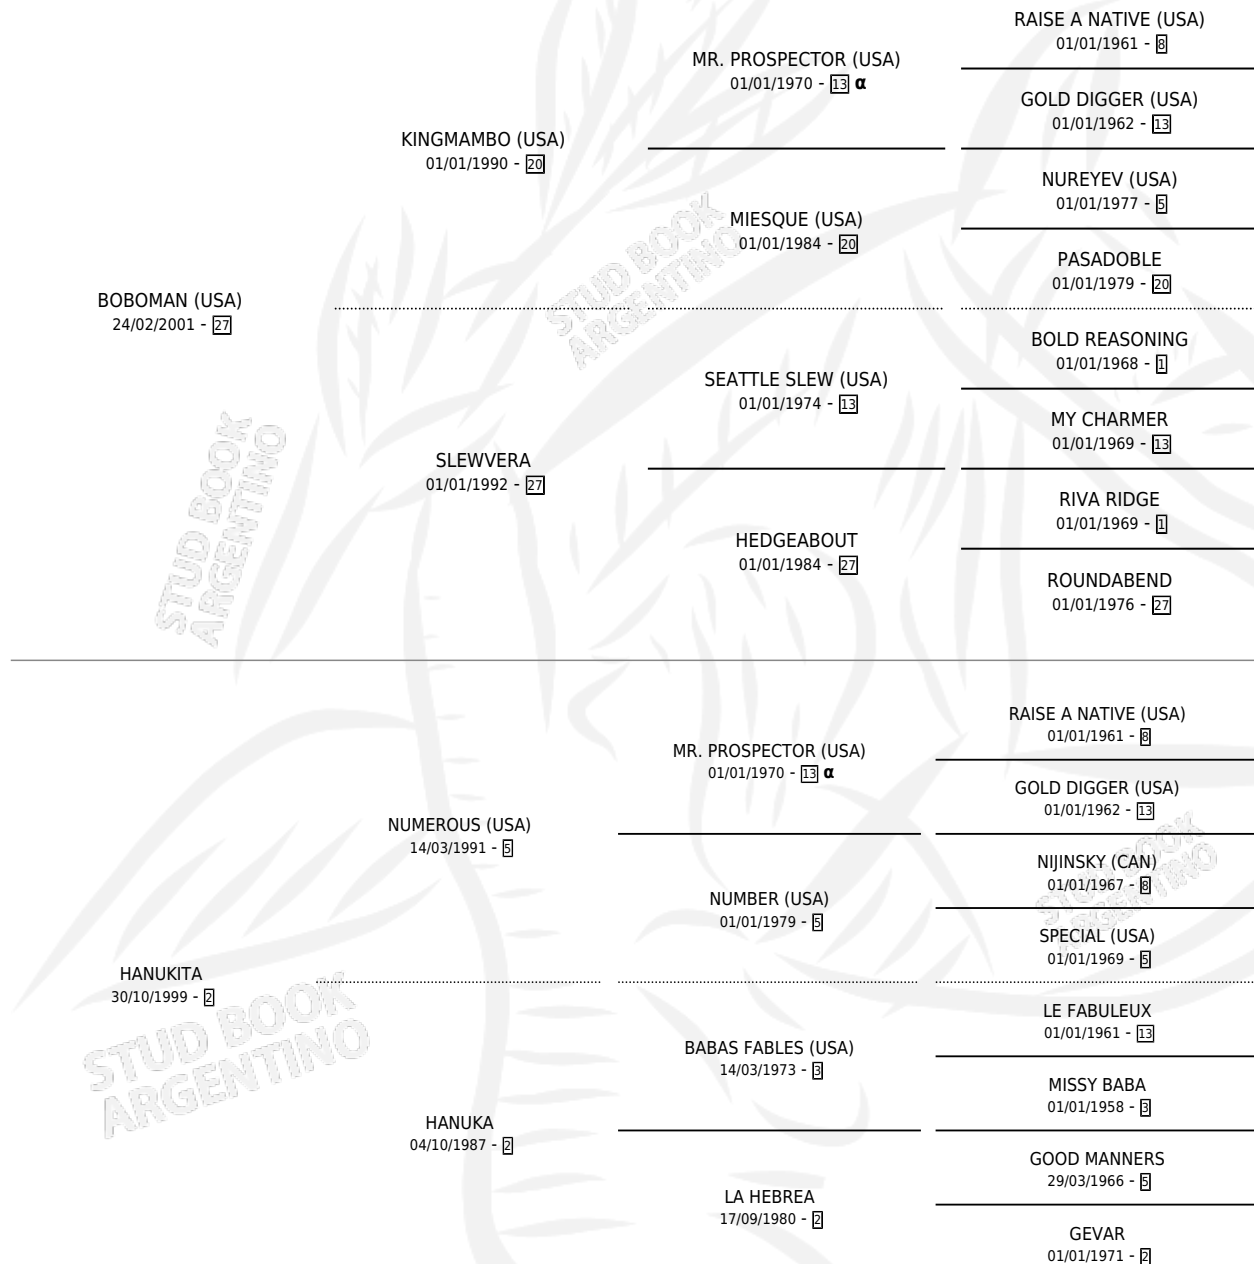 RAISE A NATIVE (USA)
01/01/1961 - 8
MR. PROSPECTOR (USA)
01/01/1970 - 13 α
GOLD DIGGER (USA)
01/01/1962 - 13
KINGMAMBO (USA)
01/01/1990 - 20
NUREYEV (USA)
01/01/1977 - 5
MIESQUE (USA)
01/01/1984 - 20
PASADOBLE
01/01/1979 - 20
BOBOMAN (USA)
24/02/2001 - 27
BOLD REASONING
01/01/1968 - 1
SEATTLE SLEW (USA)
01/01/1974 - 13
MY CHARMER
01/01/1969 - 13
SLEWVERA
01/01/1992 - 27
RIVA RIDGE
01/01/1969 - 1
HEDGEABOUT
01/01/1984 - 27
ROUNDABEND
01/01/1976 - 27
RAISE A NATIVE (USA)
01/01/1961 - 8
MR. PROSPECTOR (USA)
01/01/1970 - 13 α
GOLD DIGGER (USA)
01/01/1962 - 13
NUMEROUS (USA)
14/03/1991 - 5
NIJINSKY (CAN)
01/01/1967 - 8
NUMBER (USA)
01/01/1979 - 5
SPECIAL (USA)
01/01/1969 - 5
HANUKITA
30/10/1999 - 2
LE FABULEUX
01/01/1961 - 13
BABAS FABLES (USA)
14/03/1973 - 3
MISSY BABA
01/01/1958 - 3
HANUKA
04/10/1987 - 2
GOOD MANNERS
29/03/1966 - 5
LA HEBREA
17/09/1980 - 2
GEVAR
01/01/1971 - 2
STUD BOOK
ARGENTINO
STUD BOOK
ARGENTINO
STUD BOOK
ARGENTINO
STUD BOOK
ARGENTINO